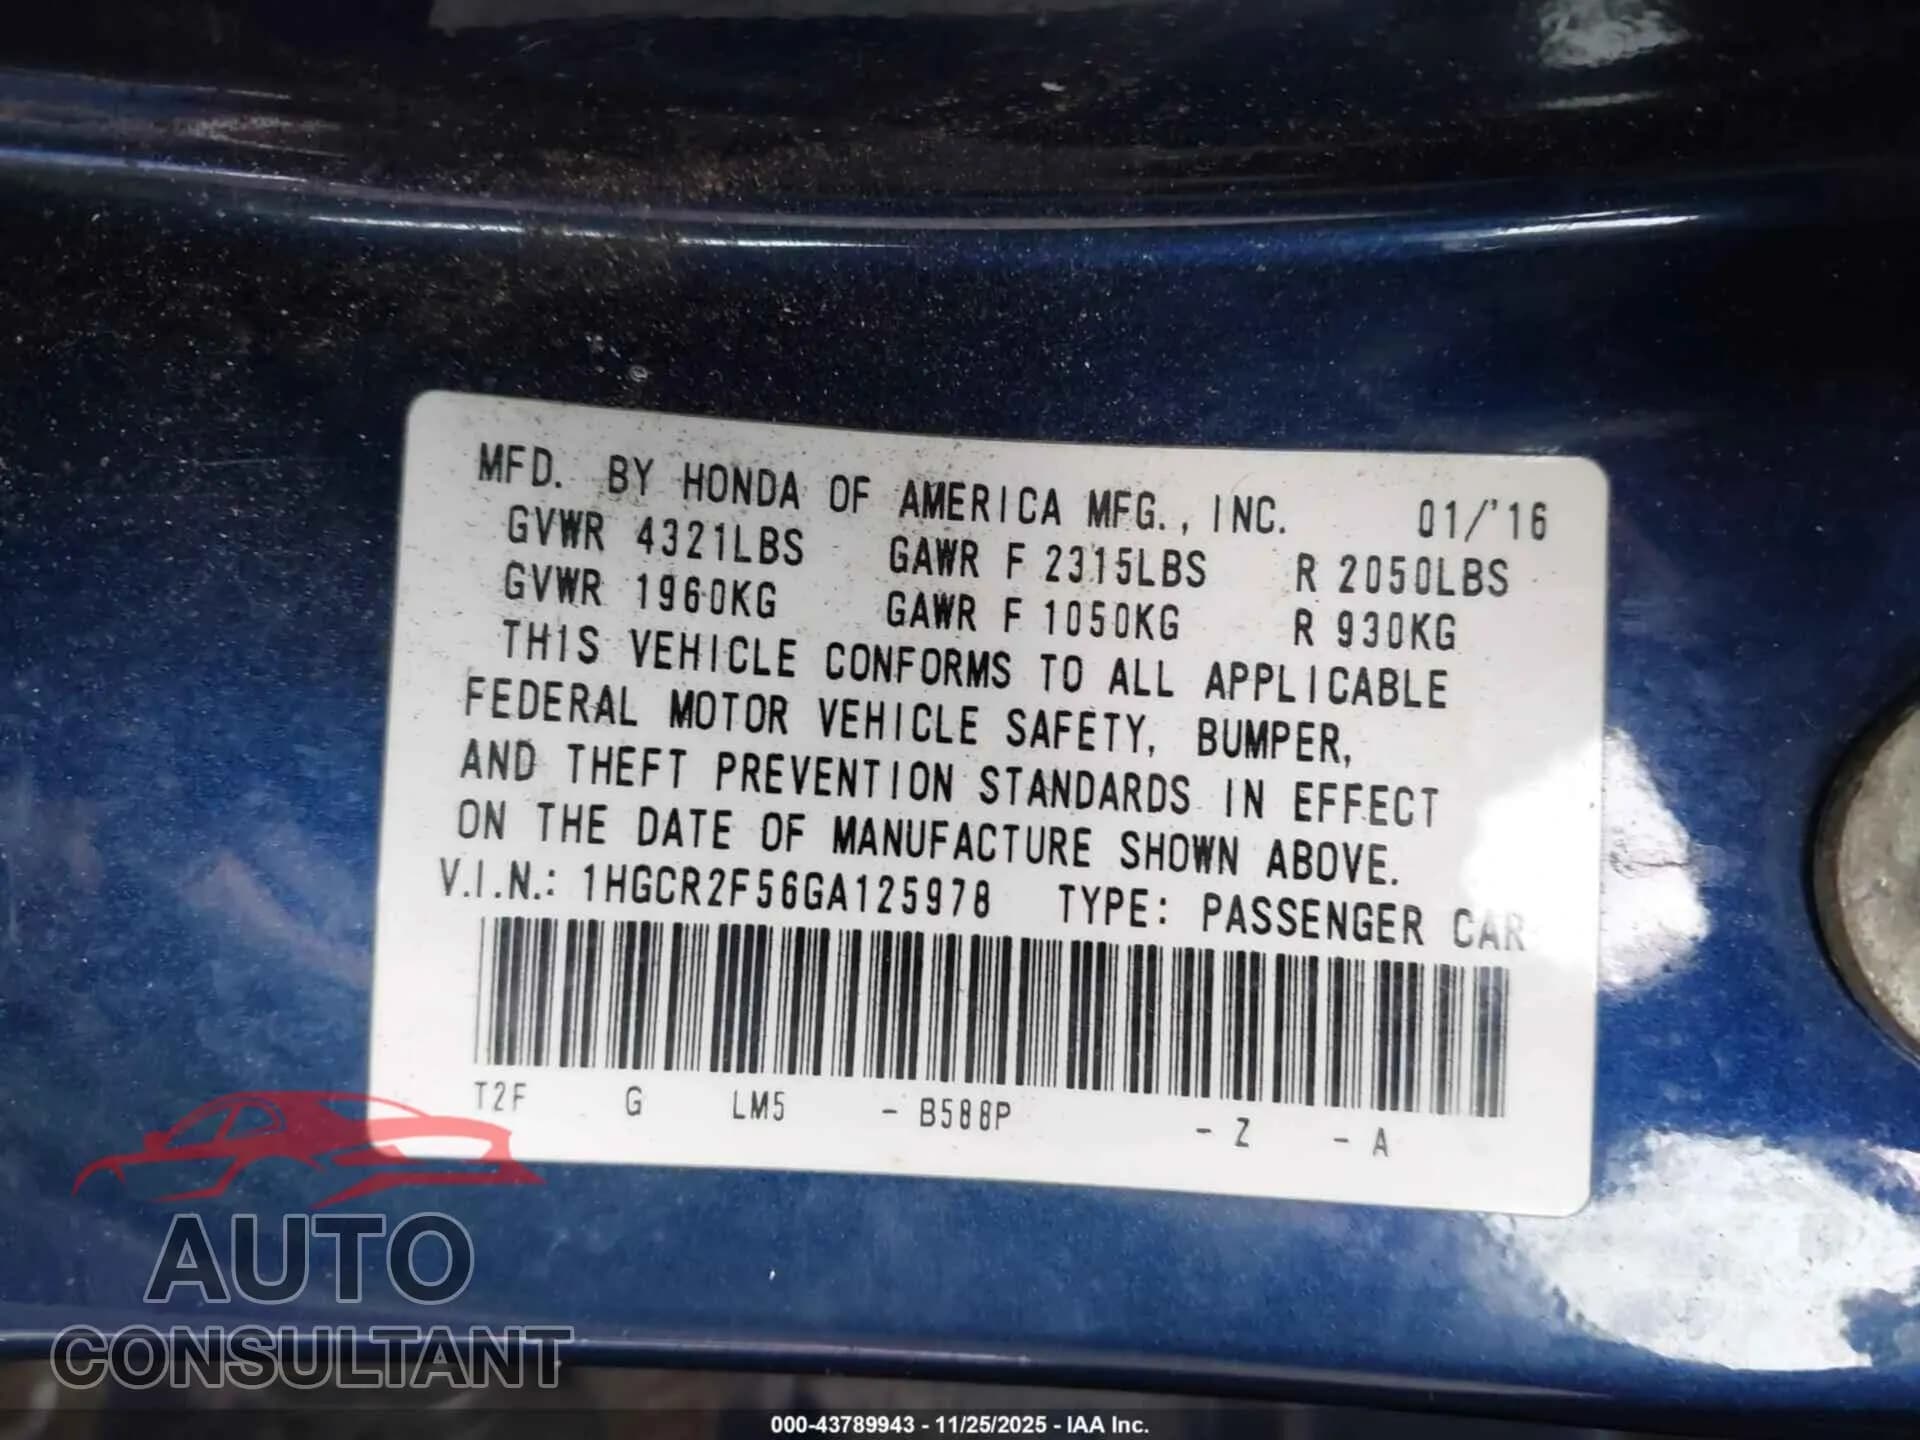 MFD. BY HONDA OF AMERICA MFG., INC. 01/'16
GVWR 4321LBS GAWR F 2315LBS R 2050LBS
GVWR 1960KG GAWR F 1050KG R 930KG
THIS VEHICLE CONFORMS TO ALL APPLICABLE
FEDERAL MOTOR VEHICLE SAFETY, BUMPER,
AND THEFT PREVENTION STANDARDS IN EFFECT
ON THE DATE OF MANUFACTURE SHOWN ABOVE.
V.I.N.: 1HGCR2F56GA125978 TYPE: PASSENGER CAR
T2F G LM5 - B588P - Z - A
AUTO
CONSULTANT
000-43789943 - 11/25/2025 - IAA Inc.